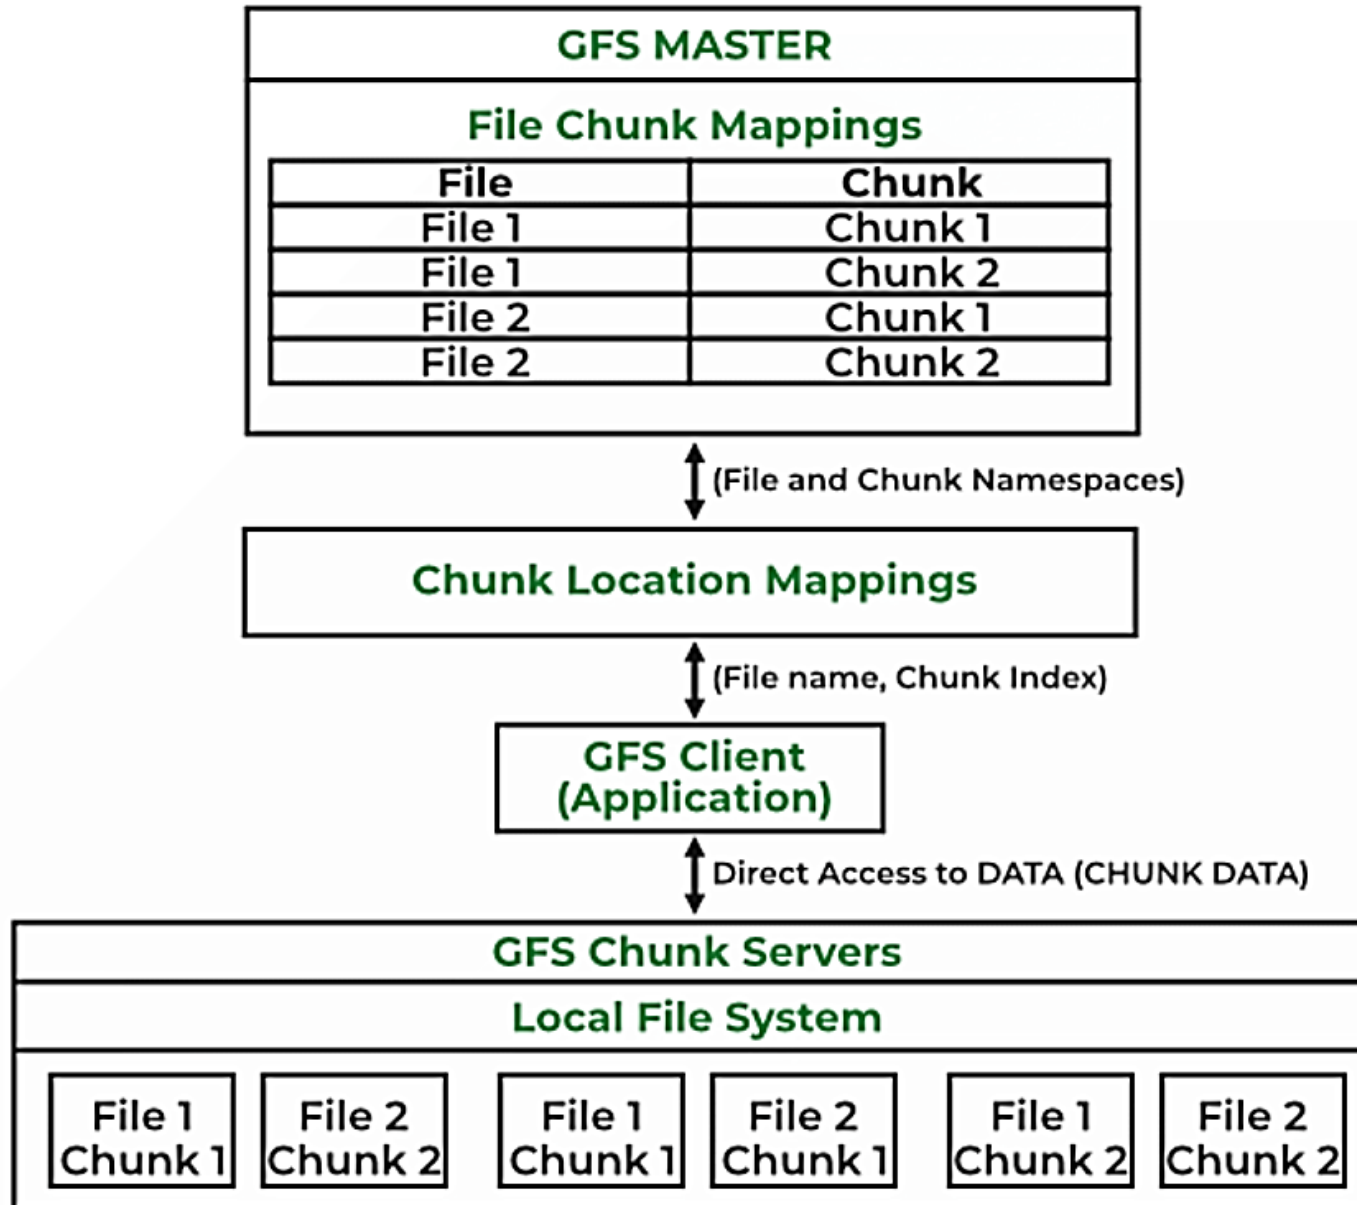 GFS MASTER
File Chunk Mappings
File Chunk
File 1 Chunk 1
File 1 Chunk 2
File 2 Chunk 1
File 2 Chunk 2
(File and Chunk Namespaces)
Chunk Location Mappings
(File name, Chunk Index)
GFS Client
(Application)
Direct Access to DATA (CHUNK DATA)
GFS Chunk Servers
Local File System
File 1
Chunk 1
File 2
Chunk 2
File 1
Chunk 1
File 2
Chunk 1
File 1
Chunk 2
File 2
Chunk 2